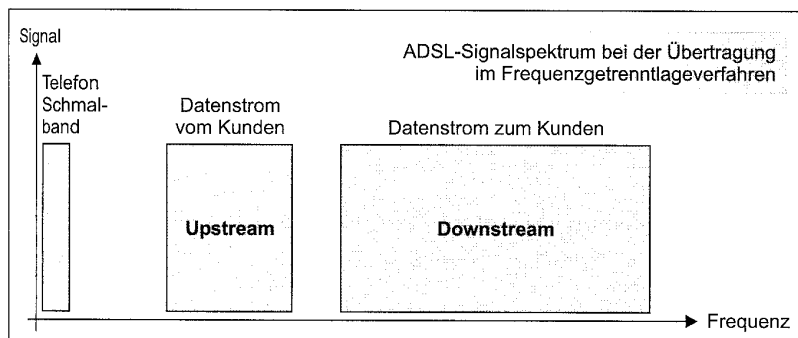 Signal
ADSL-Signalspektrum bei der Übertragung
im Frequenzgetrenntlageverfahren
Telefon
Schmal-
band
Datenstrom
vom Kunden
Datenstrom zum Kunden
Upstream
Downstream
Frequenz